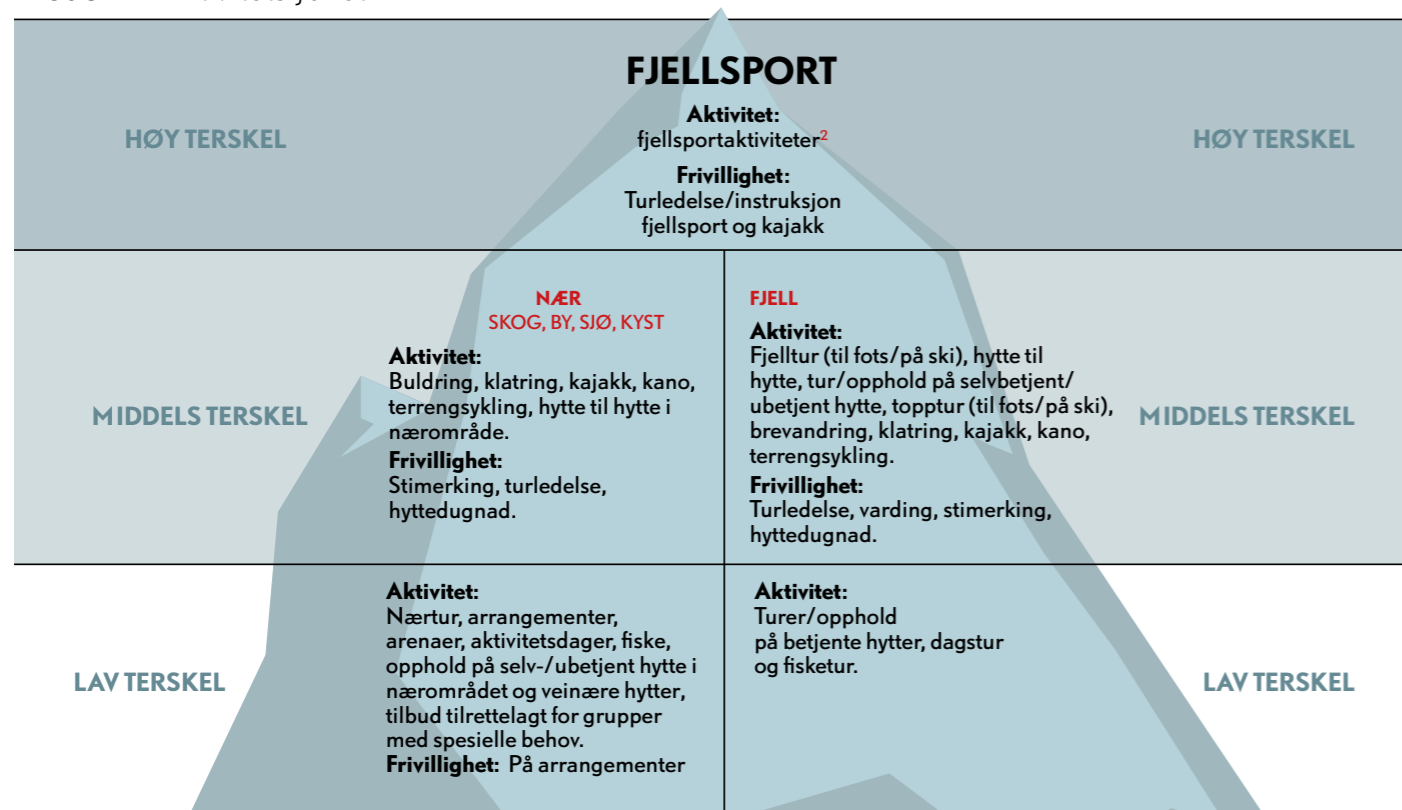 FJELLSPORT
Aktivitet:
fjellsportaktiviteter²
Frivillighet:
Turledelse/instruksjon
fjellsport og kajakk
HØY TERSKEL
HØY TERSKEL
NÆR
SKOG, BY, SJØ, KYST
Aktivitet:
Buldring, klatring, kajakk, kano,
terrengsykling, hytte til hytte i
nærområde.
Frivillighet:
Stimerking, turledelse,
hyttedugnad.
FJELL
Aktivitet:
Fjelltur (til fots/på ski), hytte til
hytte, tur/opphold på selvbetjent/
ubetjent hytte, topptur (til fots/på ski),
brevandring, klatring, kajakk, kano,
terrengsykling.
Frivillighet:
Turledelse, varding, stimerking,
hyttedugnad.
MIDDELS TERSKEL
MIDDELS TERSKEL
Aktivitet:
Nærtur, arrangementer,
arenaer, aktivitetsdager, fiske,
opphold på selv-/ubetjent hytte i
nærområdet og veinære hytter,
tilbud tilrettelagt for grupper
med spesielle behov.
Frivillighet: På arrangementer
Aktivitet:
Turer/opphold
på betjente hytter, dagstur
og fisketur.
LAV TERSKEL
LAV TERSKEL